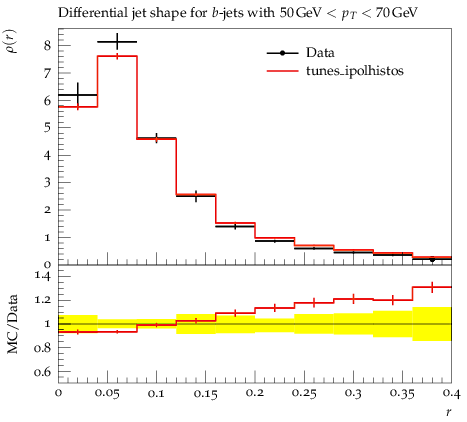 Differential jet shape for b-jets with 50 GeV < p_T < 70 GeV
ρ(r)
8
7
6
5
4
3
2
1
0
Data
tunes_ipolhistos
MC/Data
1.4
1.2
1
0.8
0.6
0 0.05 0.1 0.15 0.2 0.25 0.3 0.35 0.4
r